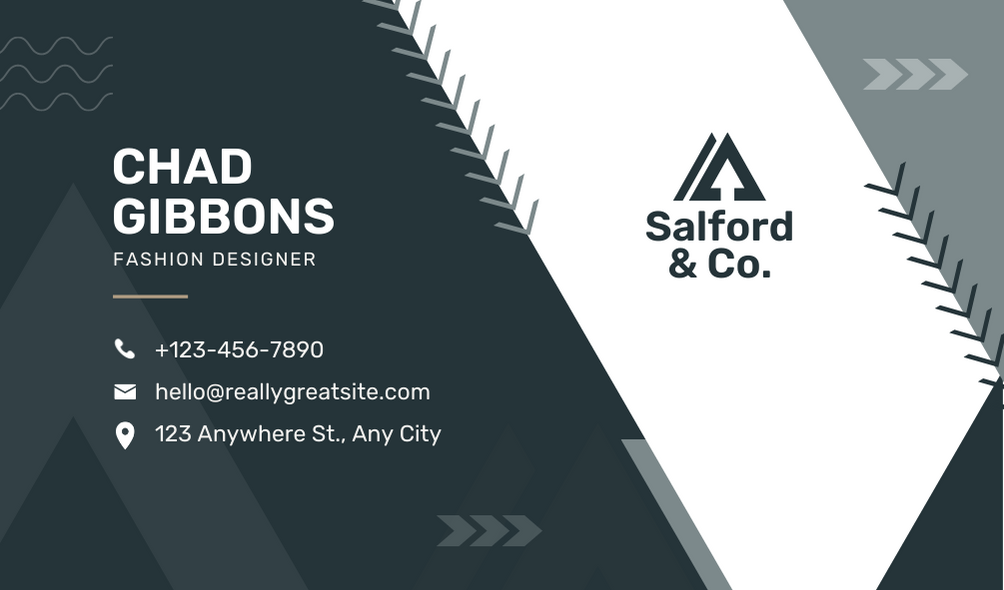 CHAD
GIBBONS
FASHION DESIGNER
+123-456-7890
hello@reallygreatsite.com
123 Anywhere St., Any City
Salford
& Co.